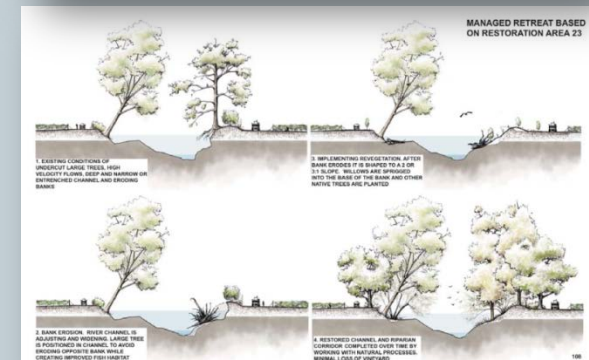 MANAGED RETREAT BASED
ON RESTORATION AREA 23
1. EXISTING CONDITIONS OF
UNDERCUT LARGE TREES, HIGH
VELOCITY FLOWS, DEEP AND NARROW OR
ENTRENCHED CHANNEL AND ERODING
BANKS
2. BANK EROSION. RIVER CHANNEL IS
ADJUSTING AND WIDENING. LARGE TREE
IS POSITIONED IN CHANNEL TO AVOID
ERODING OPPOSITE BANK WHILE
CREATING IMPROVED FISH HABITAT
3. IMPLEMENTING REVEGETATION. AFTER
BANK ERODES IT IS SHAPED TO A 2 OR
3:1 SLOPE. WILLOWS ARE SPRIGGED
INTO THE BASE OF THE BANK AND OTHER
NATIVE TREES ARE PLANTED
4. RESTORED CHANNEL AND RIPARIAN
CORRIDOR COMPLETED OVER TIME BY
WORKING WITH NATURAL PROCESSES.
MINIMAL LOSS OF VINEYARD